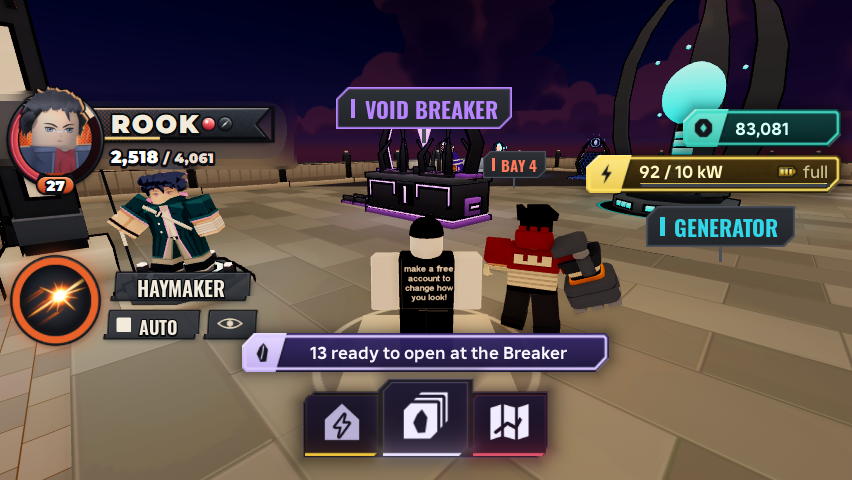 ROOK
2,518 / 4,061
27
HAYMAKER
AUTO
VOID BREAKER
BAY 4
83,081
92 / 10 kW
full
GENERATOR
make a free
account to
change how
you look!
13 ready to open at the Breaker